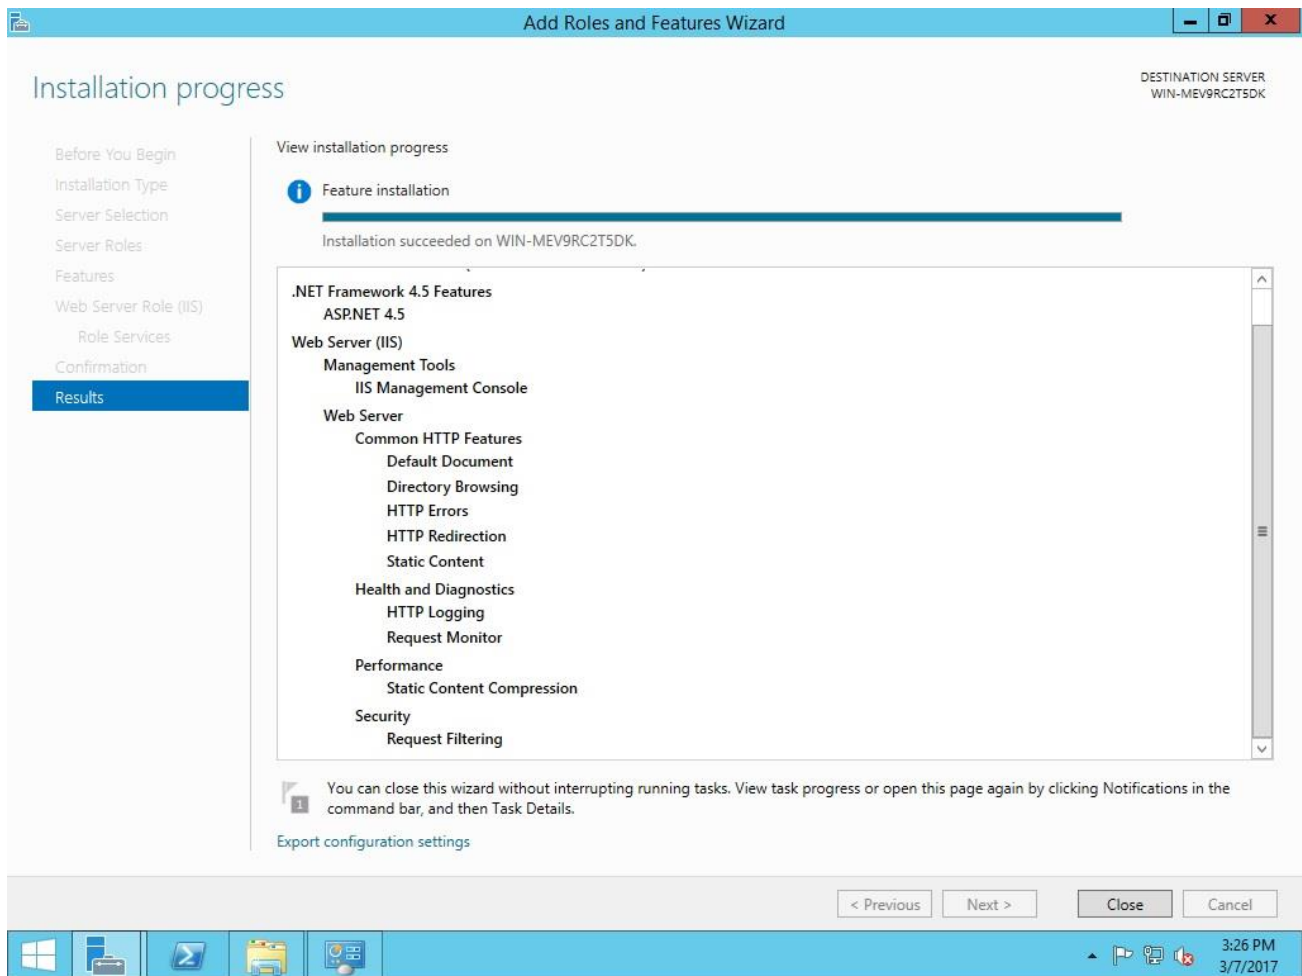 Add Roles and Features Wizard
Installation progress
DESTINATION SERVER
WIN-MEV9RC2T5DK
Before You Begin
Installation Type
Server Selection
Server Roles
Features
Web Server Role (IIS)
Role Services
Confirmation
Results
View installation progress
Feature installation
Installation succeeded on WIN-MEV9RC2T5DK.
.NET Framework 4.5 Features
ASP.NET 4.5
Web Server (IIS)
Management Tools
IIS Management Console
Web Server
Common HTTP Features
Default Document
Directory Browsing
HTTP Errors
HTTP Redirection
Static Content
Health and Diagnostics
HTTP Logging
Request Monitor
Performance
Static Content Compression
Security
Request Filtering
1
You can close this wizard without interrupting running tasks. View task progress or open this page again by clicking Notifications in the
command bar, and then Task Details.
Export configuration settings
< Previous
Next >
Close
Cancel
3:26 PM
3/7/2017